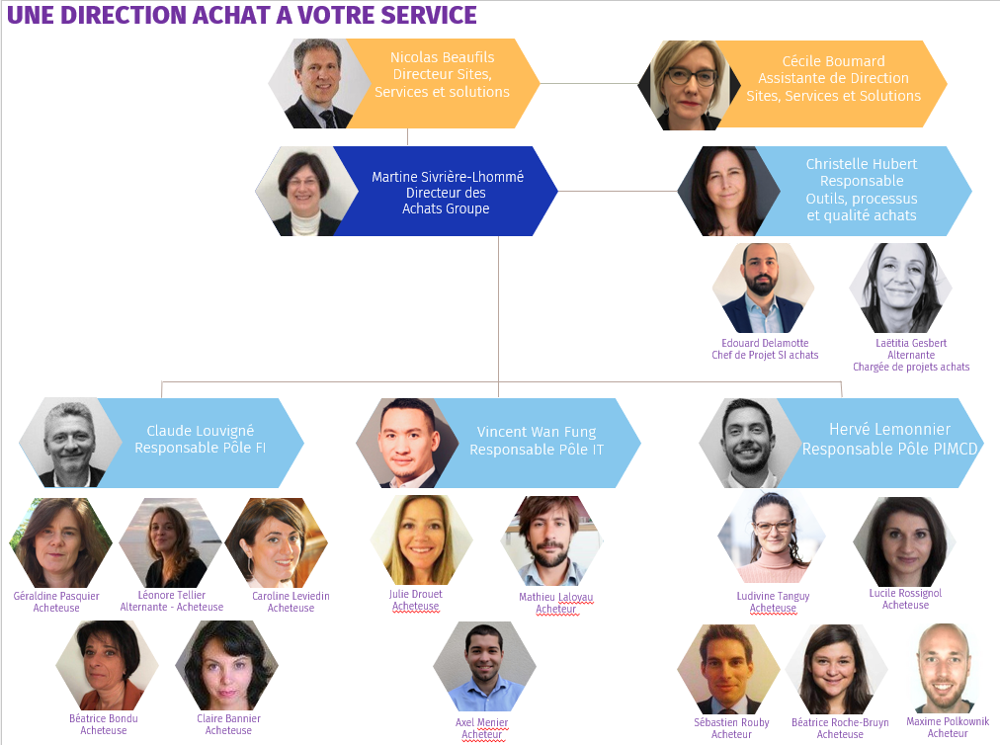 UNE DIRECTION ACHAT A VOTRE SERVICE
Nicolas Beaufils
Directeur Sites,
Services et solutions
Cécile Boumard
Assistante de Direction
Sites, Services et Solutions
Martine Sivrière-Lhommé
Directeur des
Achats Groupe
Christelle Hubert
Responsable
Outils, processus
et qualité achats
Edouard Delamotte
Chef de Projet SI achats
Laëtitia Gesbert
Alternante
Chargée de projets achats
Claude Louvigné
Responsable Pôle FI
Vincent Wan Fung
Responsable Pôle IT
Hervé Lemonnier
Responsable Pôle PIMCD
Géraldine Pasquier
Acheteuse
Léonore Tellier
Alternante - Acheteuse
Caroline Leviedin
Acheteuse
Julie Drouet
Acheteuse
Mathieu Laloyau
Acheteur
Ludivine Tanguy
Acheteuse
Lucile Rossignol
Acheteuse
Béatrice Bondu
Acheteuse
Claire Bannier
Acheteuse
Axel Menier
Acheteur
Sébastien Rouby
Acheteur
Béatrice Roche-Bruyn
Acheteuse
Maxime Polkownik
Acheteur